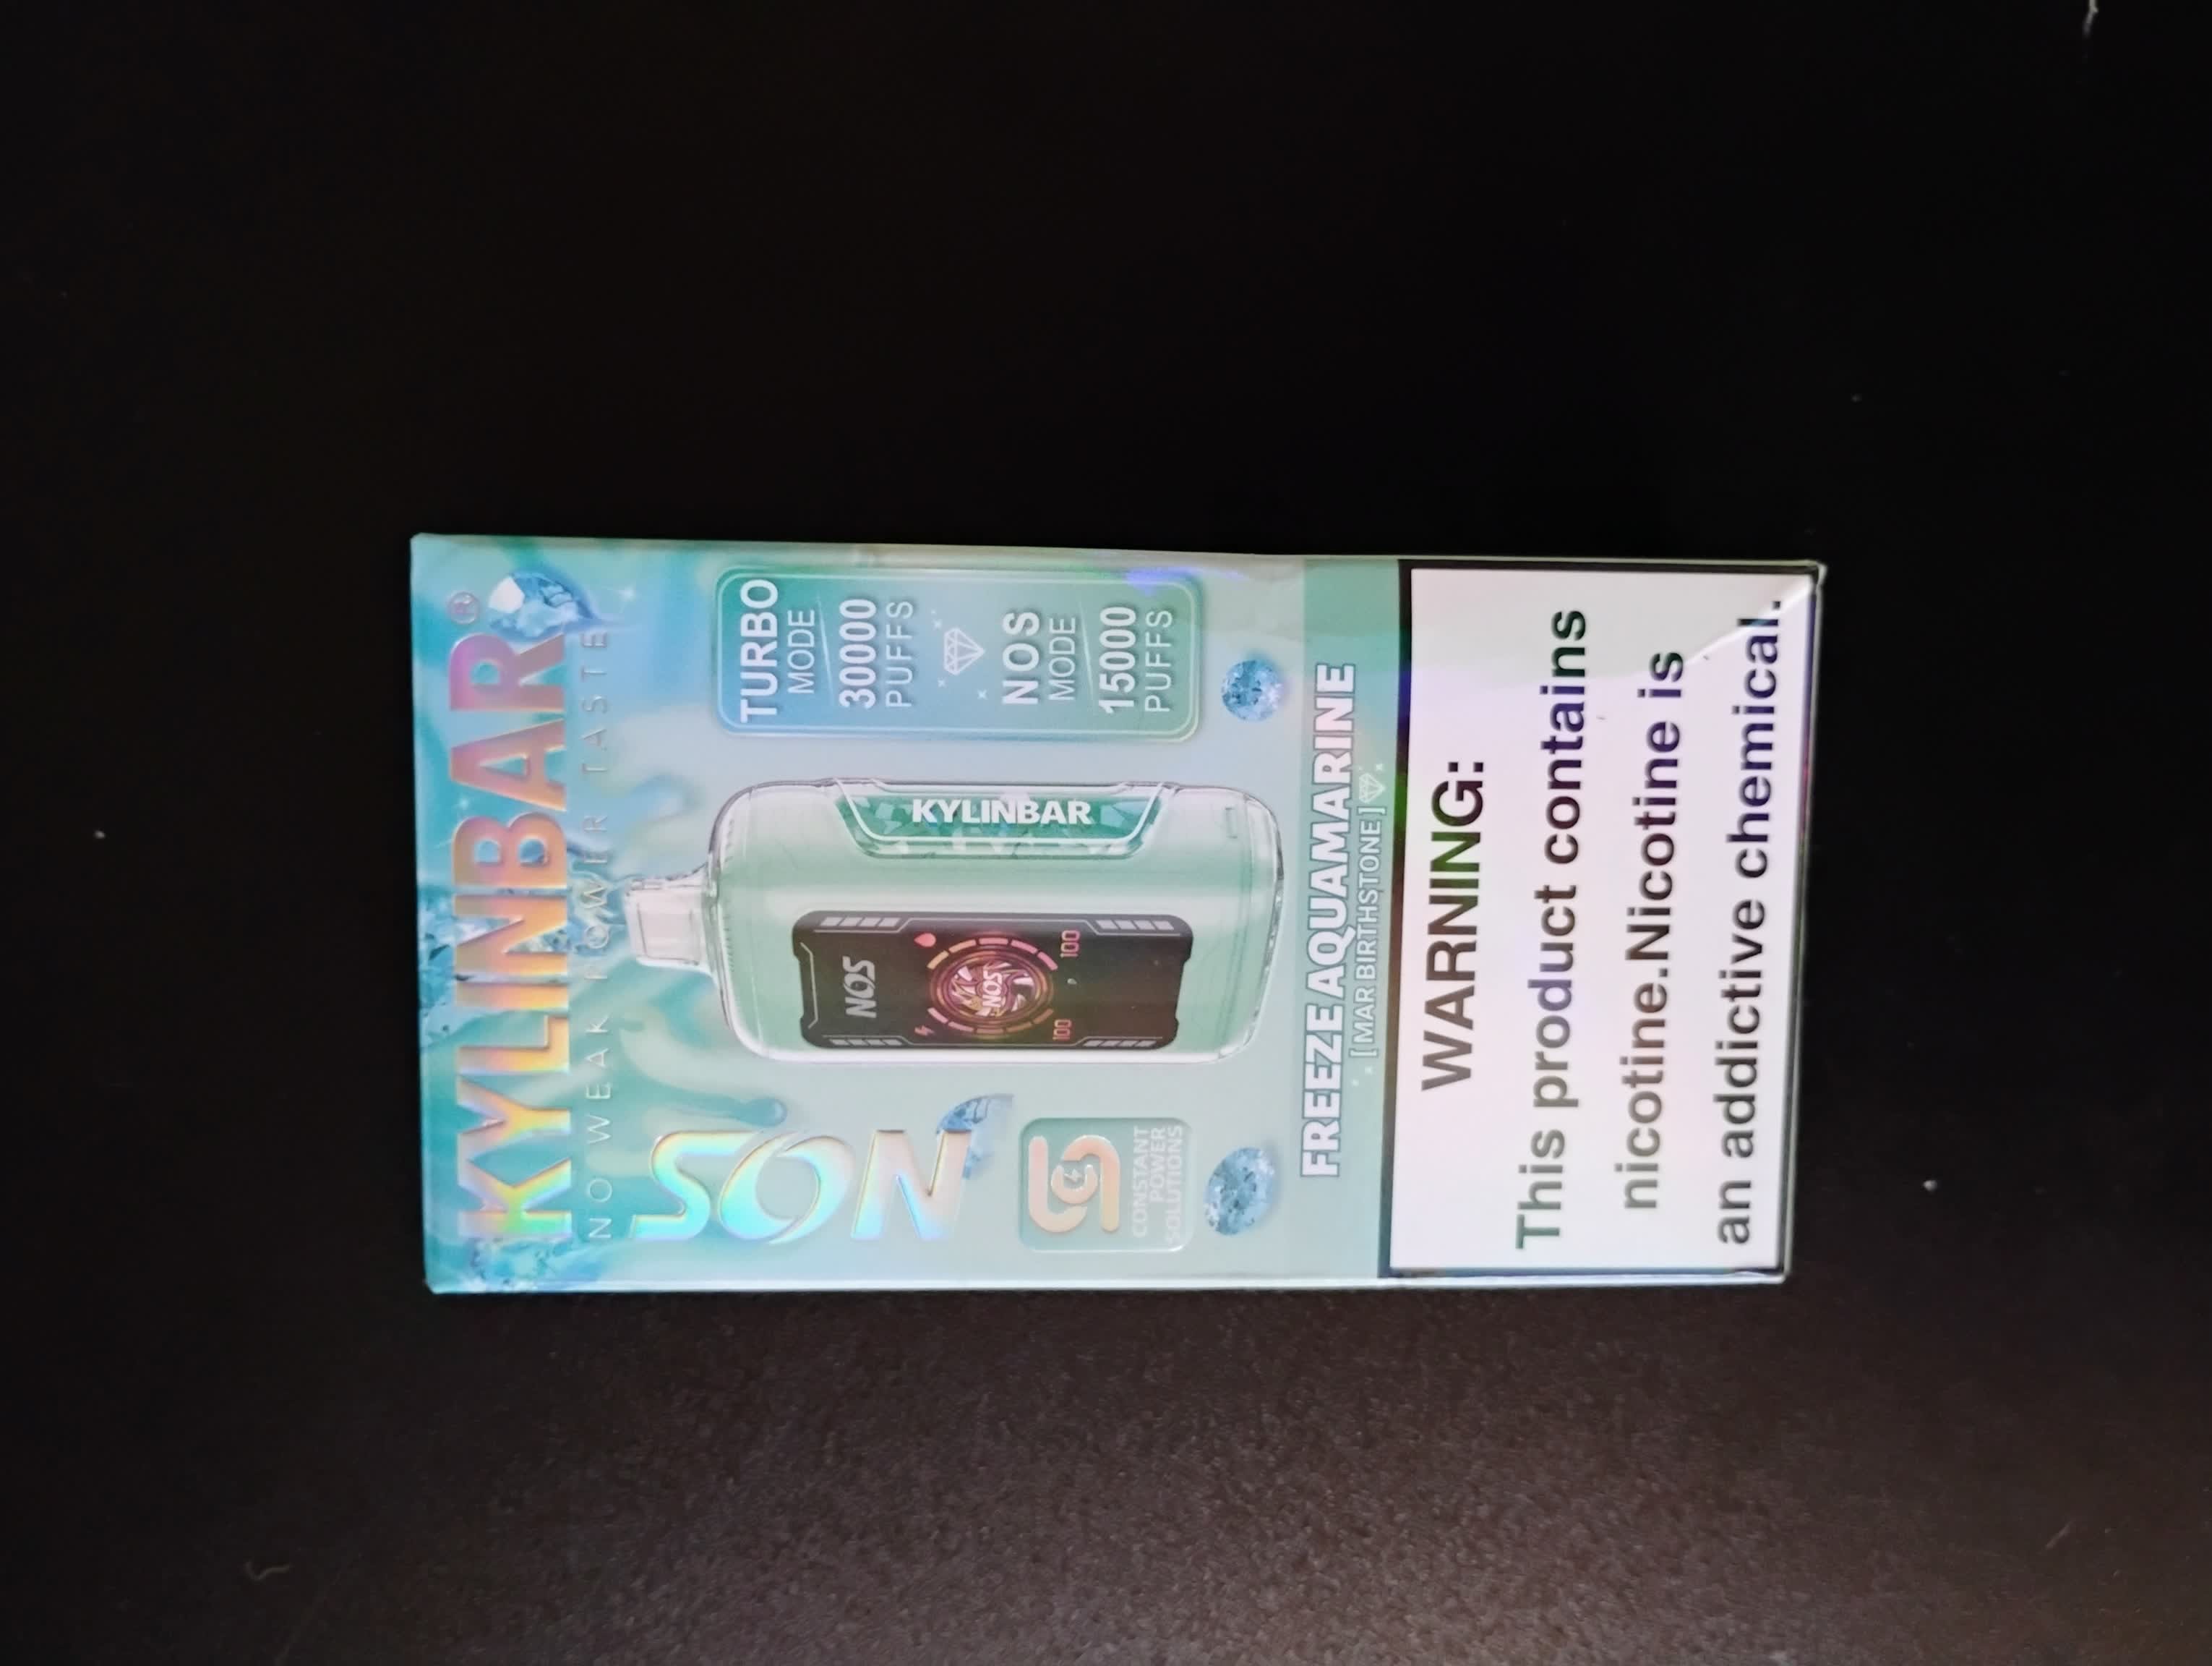 KYLINBAR®
NO WEAK POWER TASTE
NOS
TURBO
MODE
30000
PUFFS
NOS
MODE
15000
PUFFS
KYLINBAR
NOS
NOS
100
100
CONSTANT
POWER
SOLUTIONS
FREEZE AQUAMARINE
[ MAR BIRTHSTONE ]
WARNING:
This product contains
nicotine.Nicotine is
an addictive chemical.